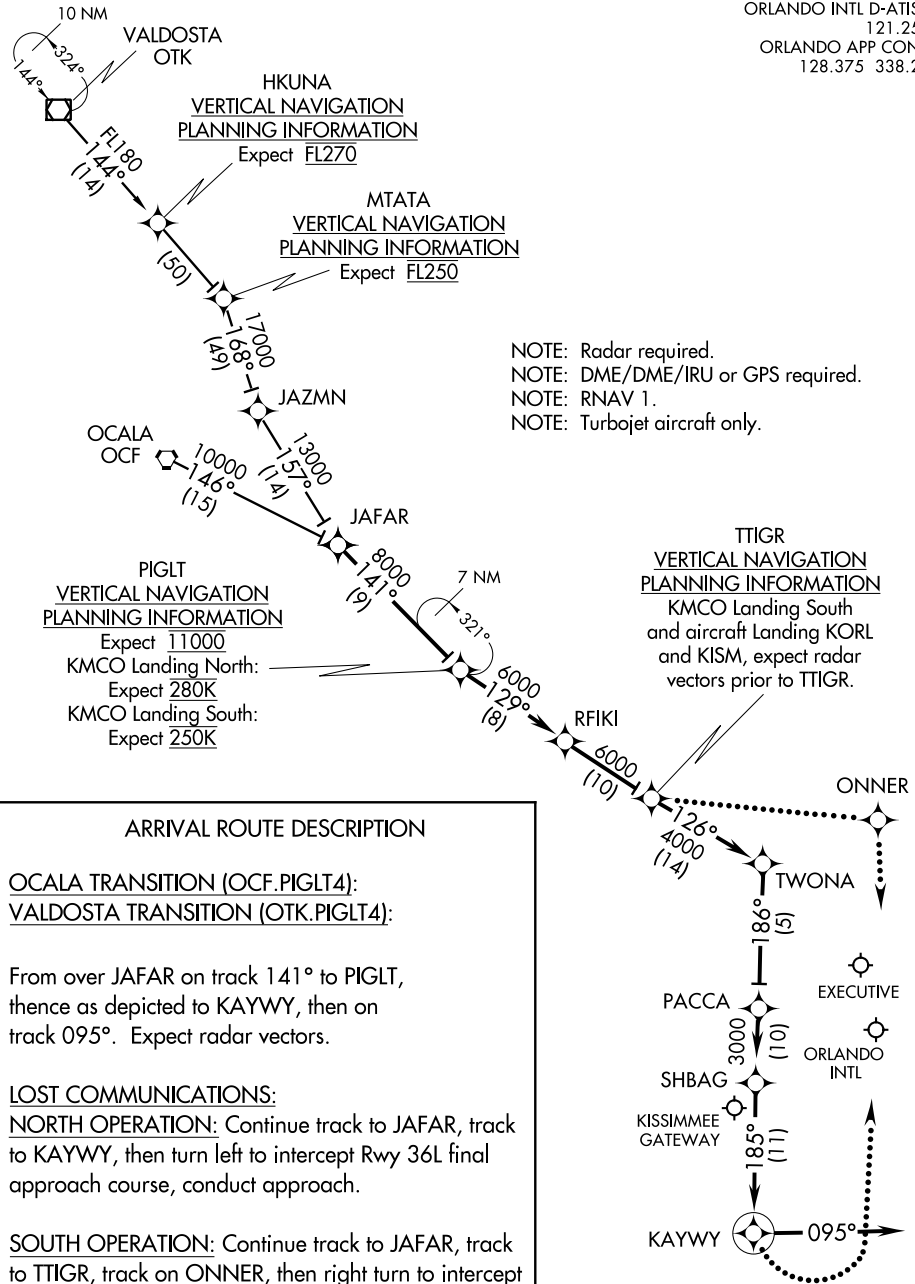 ORLANDO INTL D-ATIS
121.25
ORLANDO APP CON
128.375 338.2
10 NM
VALDOSTA
OTK
324°
144°
HKUNA
VERTICAL NAVIGATION
PLANNING INFORMATION
Expect FL270
FL180
144°
(14)
MTATA
VERTICAL NAVIGATION
PLANNING INFORMATION
Expect FL250
(50)
17000
168°
(49)
NOTE: Radar required.
NOTE: DME/DME/IRU or GPS required.
NOTE: RNAV 1.
NOTE: Turbojet aircraft only.
JAZMN
OCALA
OCF
10000
146°
(15)
13000
157°
(14)
JAFAR
8000
141°
(9)
7 NM
321°
PIGLT
VERTICAL NAVIGATION
PLANNING INFORMATION
Expect 11000
KMCO Landing North:
Expect 280K
KMCO Landing South:
Expect 250K
TTIGR
VERTICAL NAVIGATION
PLANNING INFORMATION
KMCO Landing South
and aircraft Landing KORL
and KISM, expect radar
vectors prior to TTIGR.
6000
129°
(8)
RFIKI
6000
(10)
ONNER
126°
4000
(14)
TWONA
186°
(5)
EXECUTIVE
PACCA
3000
(10)
ORLANDO
INTL
SHBAG
KISSIMMEE
GATEWAY
185°
(11)
KAYWY
095°
ARRIVAL ROUTE DESCRIPTION
OCALA TRANSITION (OCF.PIGLT4):
VALDOSTA TRANSITION (OTK.PIGLT4):
From over JAFAR on track 141° to PIGLT,
thence as depicted to KAYWY, then on
track 095°. Expect radar vectors.
LOST COMMUNICATIONS:
NORTH OPERATION: Continue track to JAFAR, track
to KAYWY, then turn left to intercept Rwy 36L final
approach course, conduct approach.
SOUTH OPERATION: Continue track to JAFAR, track
to TTIGR, track on ONNER, then right turn to intercept